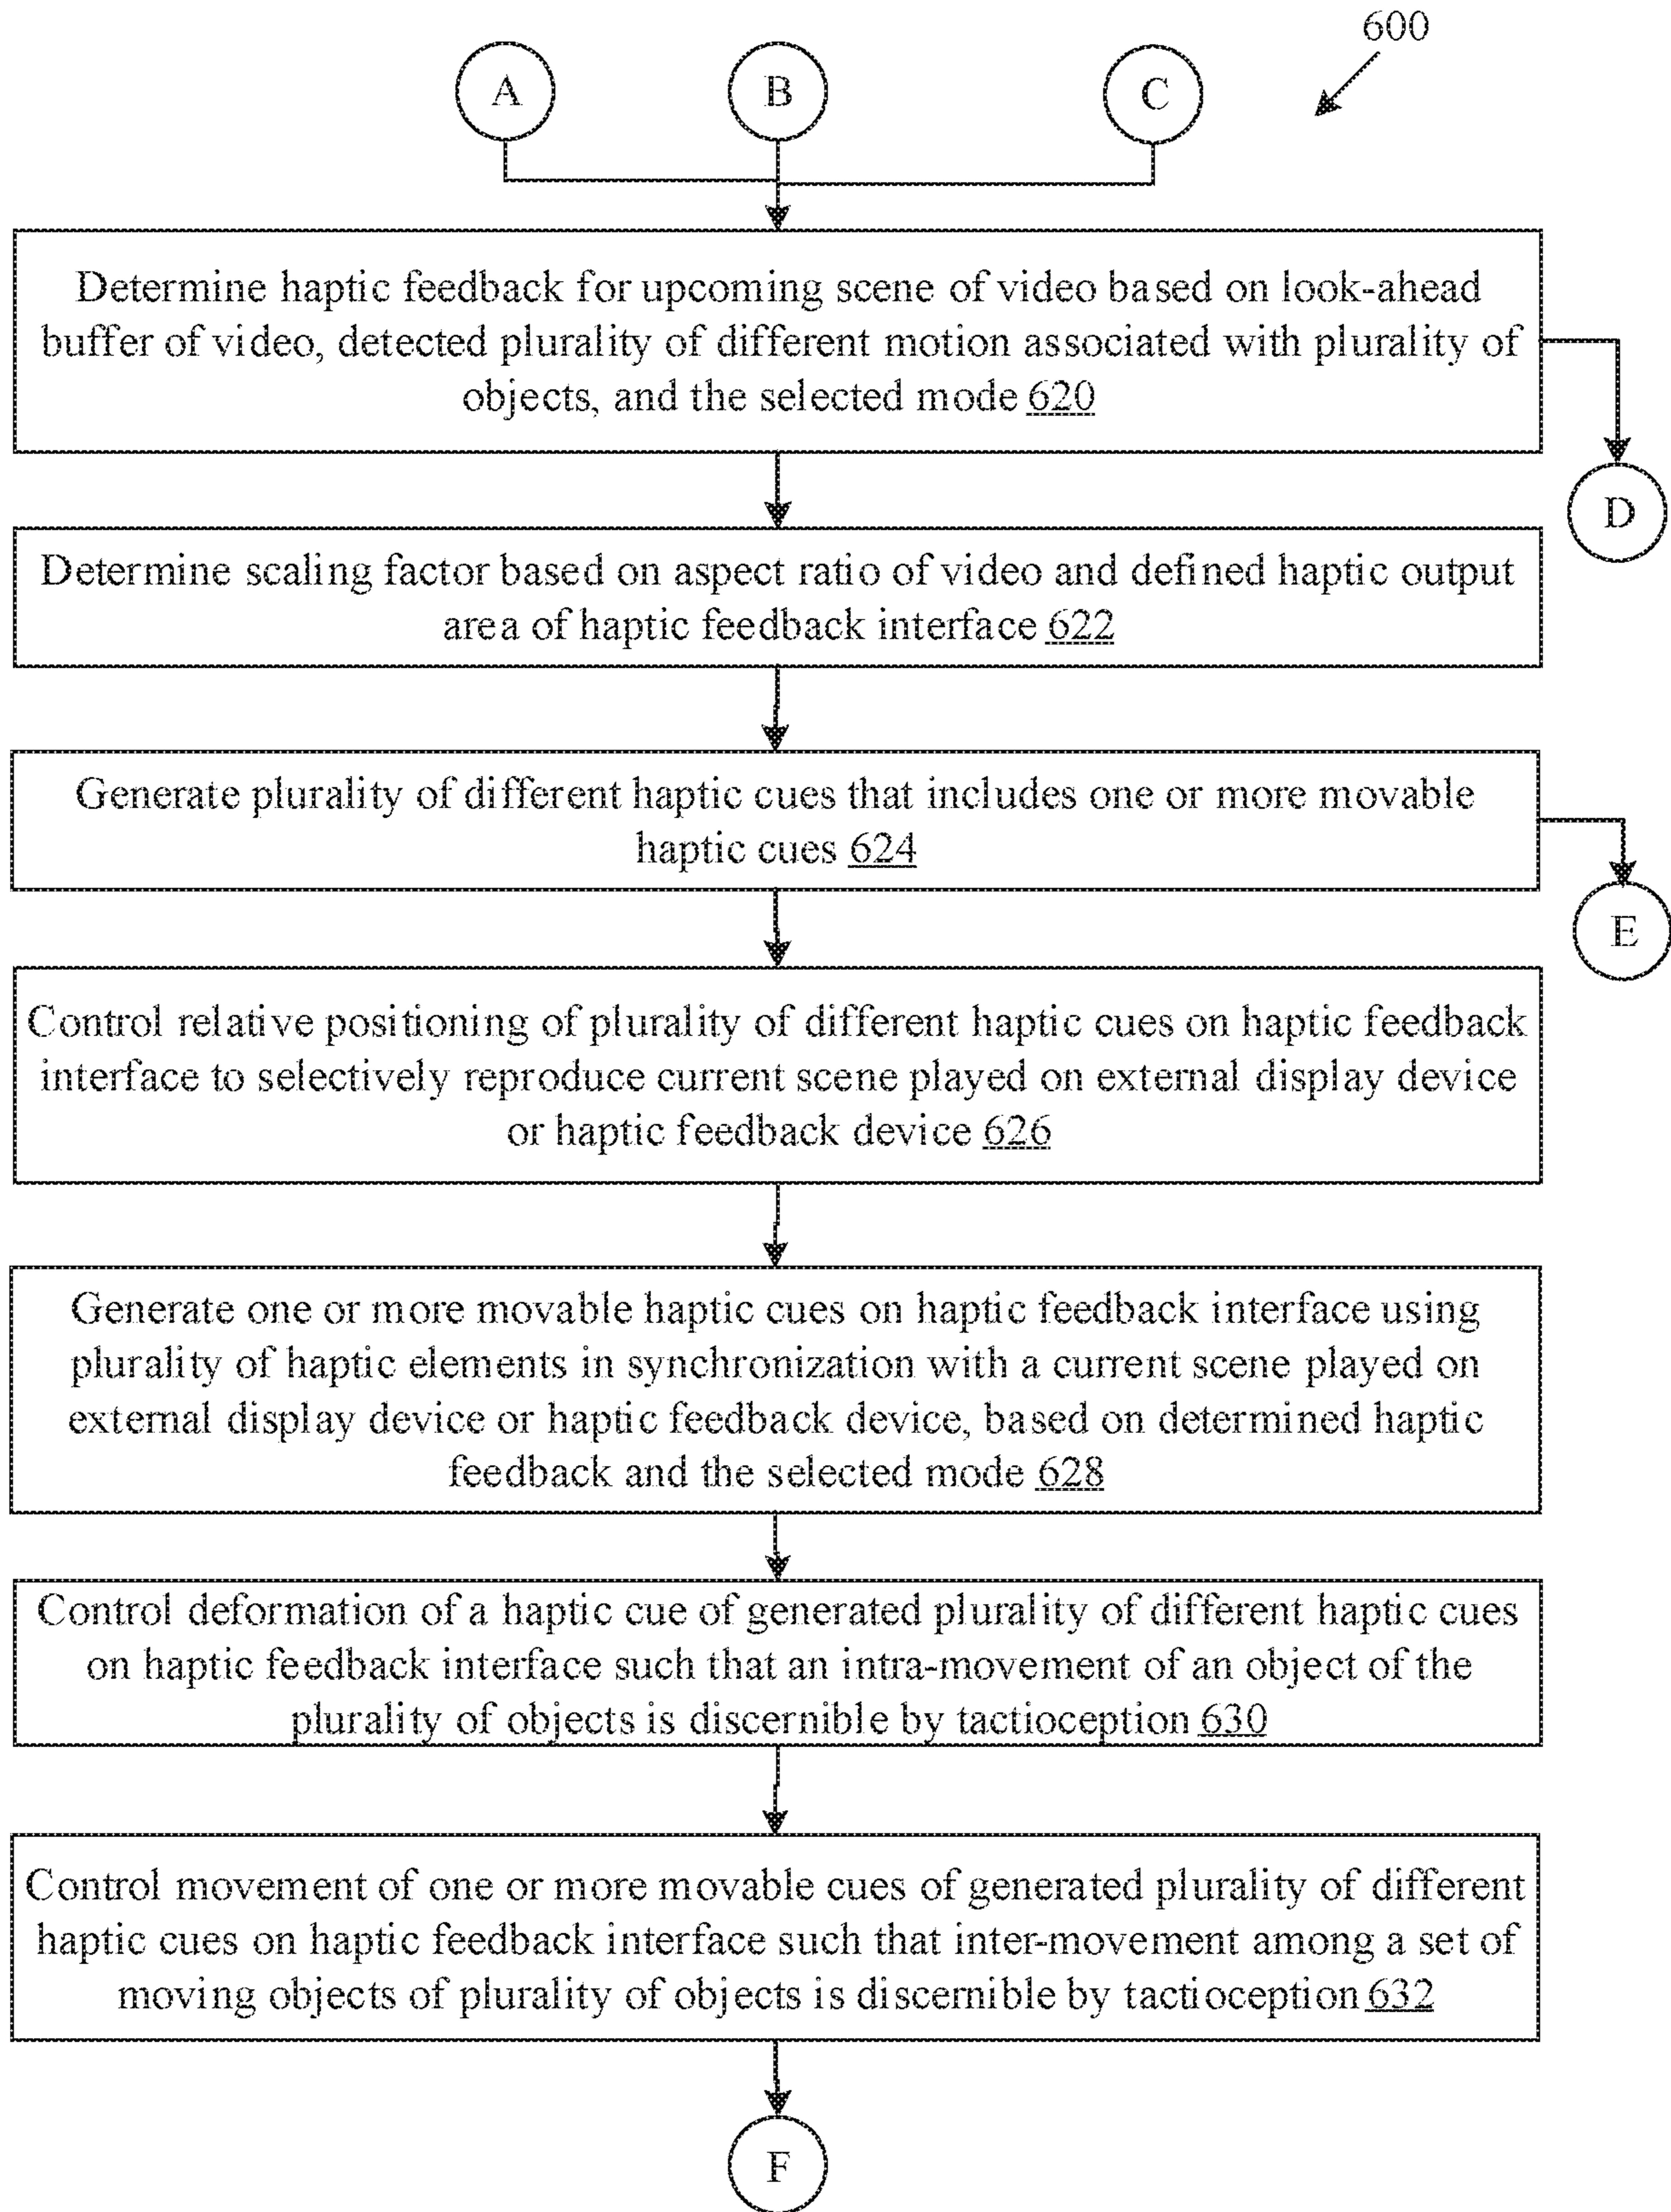 600
A
B
C
Determine haptic feedback for upcoming scene of video based on look-ahead
buffer of video, detected plurality of different motion associated with plurality of
objects, and the selected mode 620
D
Determine scaling factor based on aspect ratio of video and defined haptic output
area of haptic feedback interface 622
Generate plurality of different haptic cues that includes one or more movable
haptic cues 624
E
Control relative positioning of plurality of different haptic cues on haptic feedback
interface to selectively reproduce current scene played on external display device
or haptic feedback device 626
Generate one or more movable haptic cues on haptic feedback interface using
plurality of haptic elements in synchronization with a current scene played on
external display device or haptic feedback device, based on determined haptic
feedback and the selected mode 628
Control deformation of a haptic cue of generated plurality of different haptic cues
on haptic feedback interface such that an intra-movement of an object of the
plurality of objects is discernible by tactioception 630
Control movement of one or more movable cues of generated plurality of different
haptic cues on haptic feedback interface such that inter-movement among a set of
moving objects of plurality of objects is discernible by tactioception 632
F